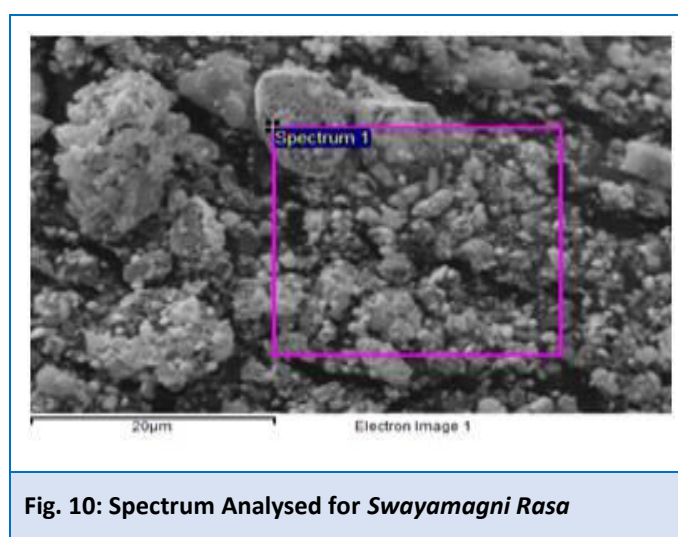 Spectrum 1
20µm
Electron Image 1
Fig. 10: Spectrum Analysed for Swayamagni Rasa